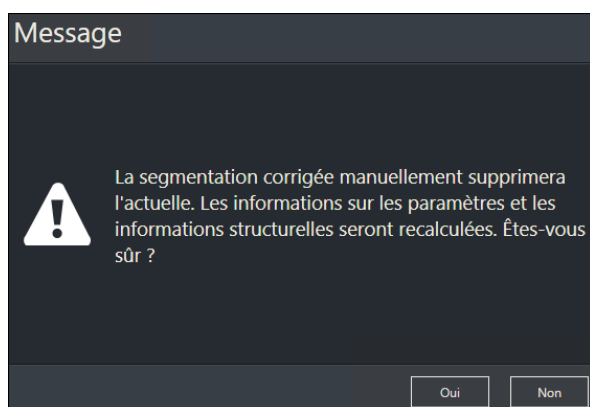 Message
La segmentation corrigée manuellement supprimera
l'actuelle. Les informations sur les paramètres et les
informations structurelles seront recalculées. Êtes-vous
sûr ?
Oui
Non